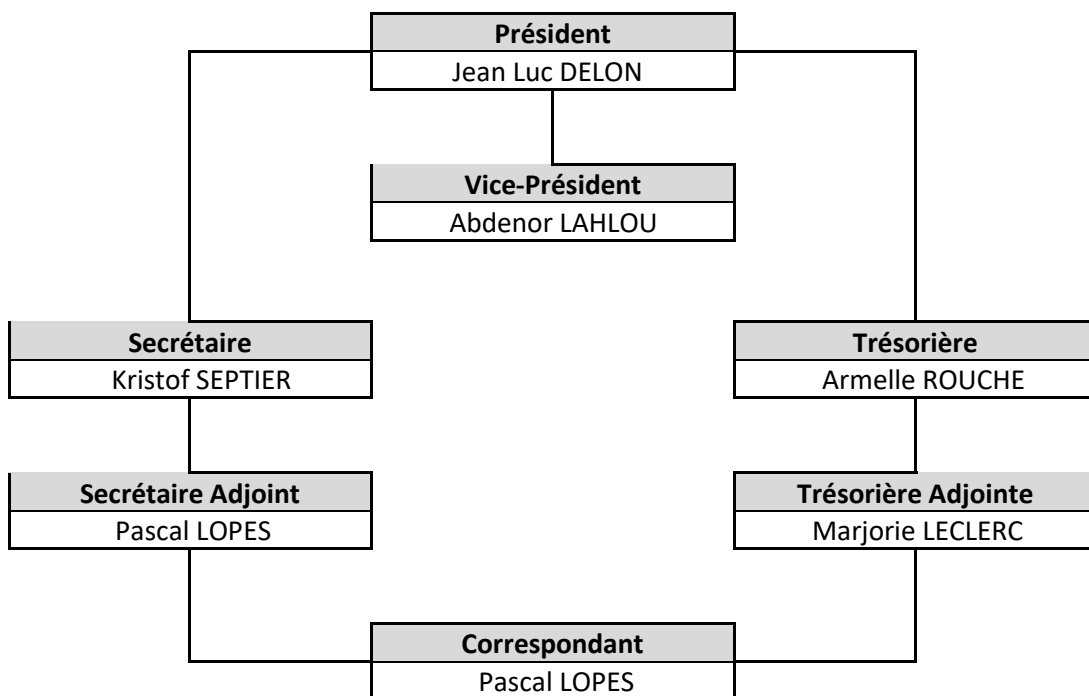 Président
Jean Luc DELON
Vice-Président
Abdenor LAHLOU
Secrétaire
Kristof SEPTIER
Trésorière
Armelle ROUCHE
Secrétaire Adjoint
Pascal LOPES
Trésorière Adjointe
Marjorie LECLERC
Correspondant
Pascal LOPES